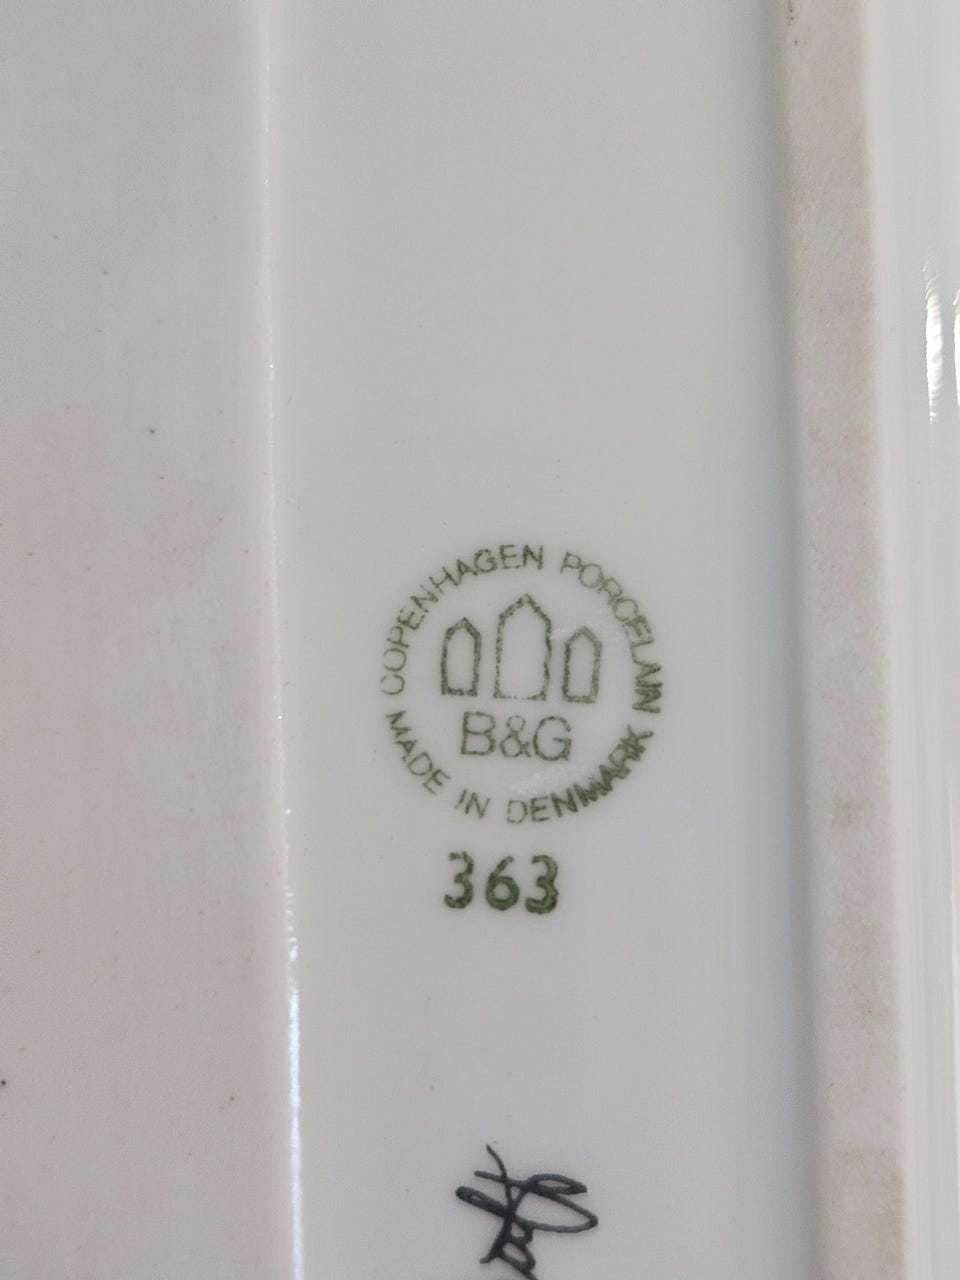 COPENHAGEN PORCELAIN
B&G
MADE IN DENMARK
363